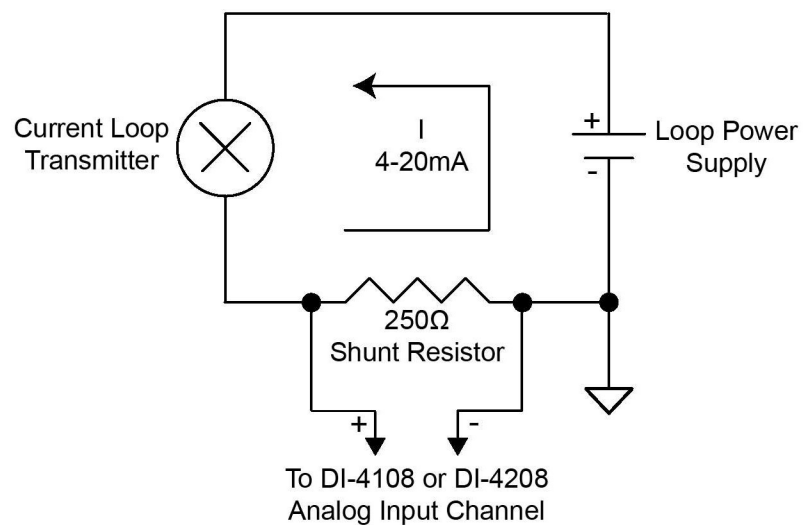 Current Loop
Transmitter
I
4-20mA
+
-
Loop Power
Supply
250Ω
Shunt Resistor
+
-
To DI-4108 or DI-4208
Analog Input Channel